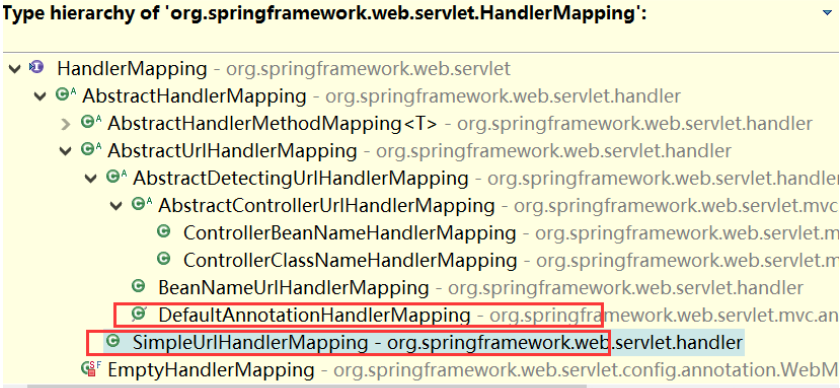 Type hierarchy of 'org.springframework.web.servlet.HandlerMapping':
HandlerMapping - org.springframework.web.servlet
AbstractHandlerMapping - org.springframework.web.servlet.handler
AbstractHandlerMethodMapping<T> - org.springframework.web.servlet.handler
AbstractUrlHandlerMapping - org.springframework.web.servlet.handler
AbstractDetectingUrlHandlerMapping - org.springframework.web.servlet.handler
AbstractControllerUrlHandlerMapping - org.springframework.web.servlet.mvc
ControllerBeanNameHandlerMapping - org.springframework.web.servlet.m
ControllerClassNameHandlerMapping - org.springframework.web.servlet.m
BeanNameUrlHandlerMapping - org.springframework.web.servlet.handler
DefaultAnnotationHandlerMapping - org.springframework.web.servlet.mvc.an
SimpleUrlHandlerMapping - org.springframework.web.servlet.handler
EmptyHandlerMapping - org.springframework.web.servlet.config.annotation.WebM